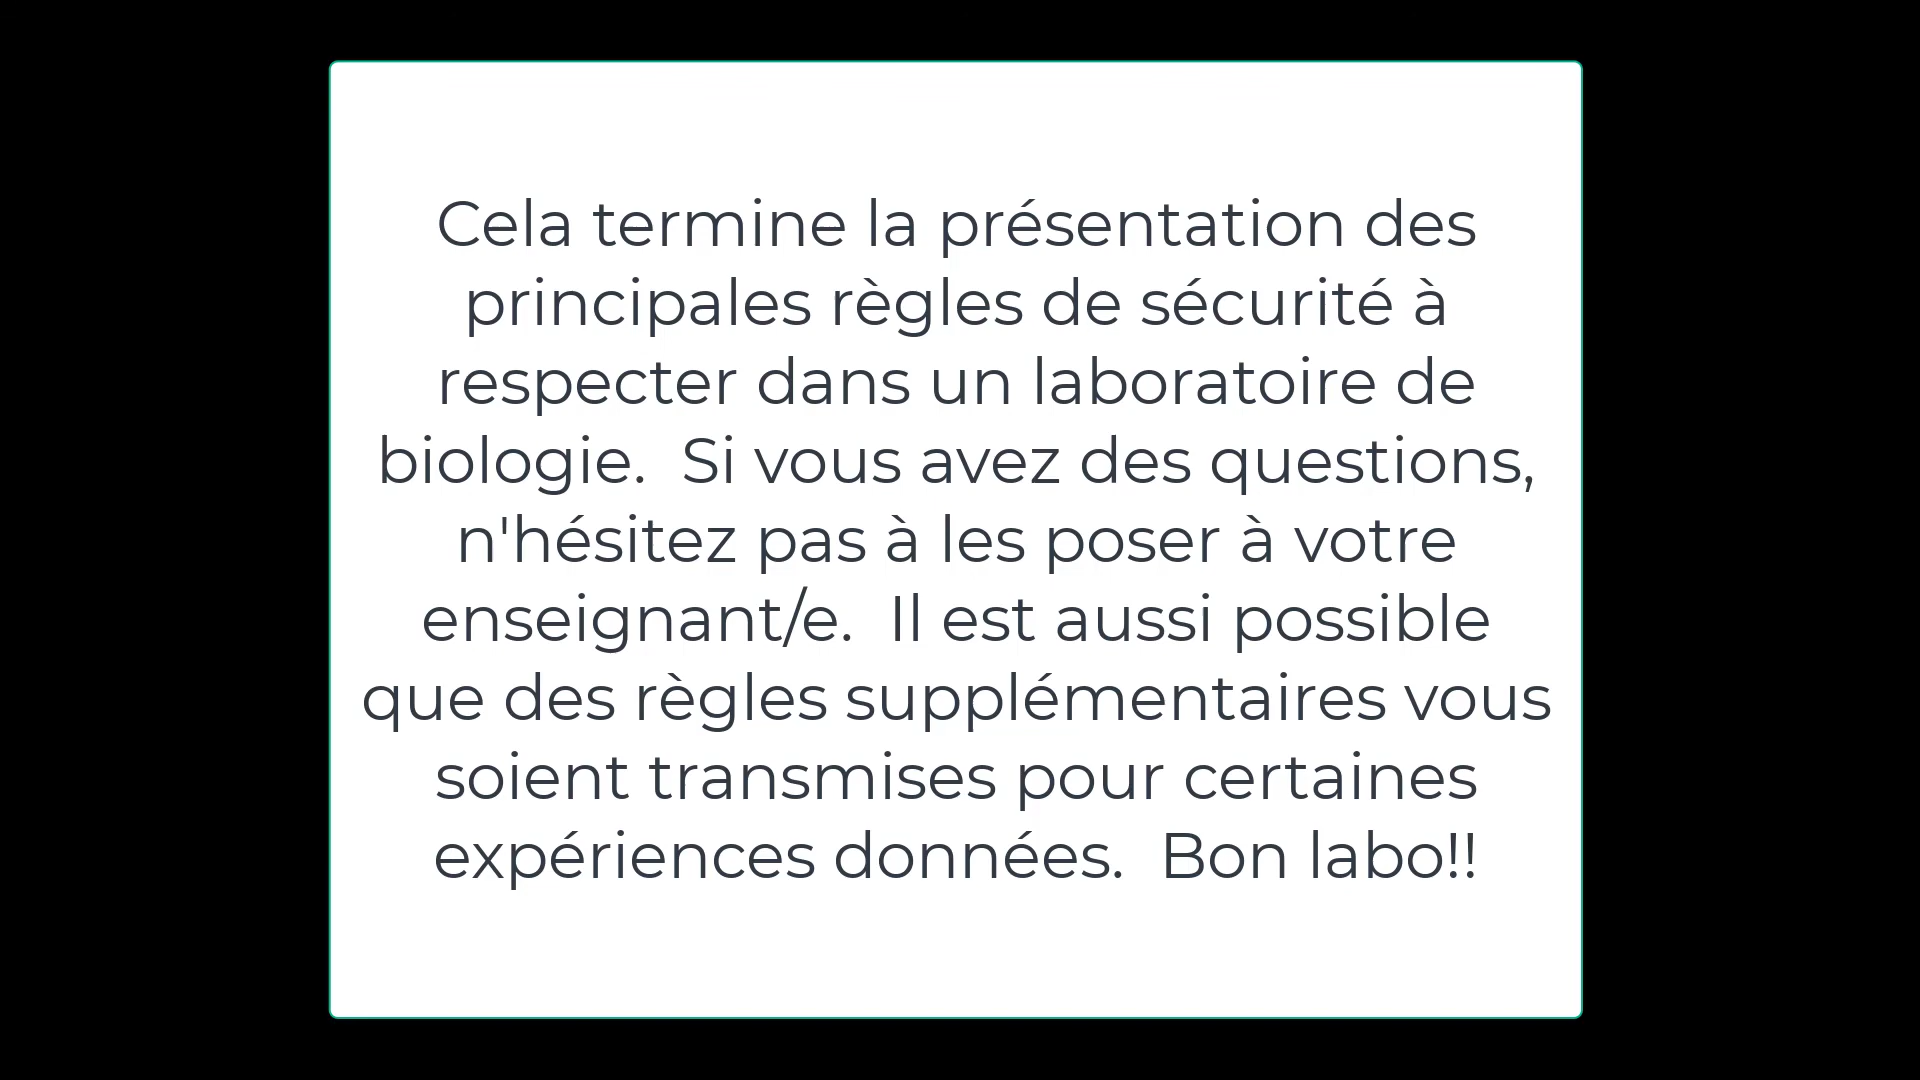 Cela termine la présentation des
principales règles de sécurité à
respecter dans un laboratoire de
biologie.  Si vous avez des questions,
n'hésitez pas à les poser à votre
enseignant/e.  Il est aussi possible
que des règles supplémentaires vous
soient transmises pour certaines
expériences données.  Bon labo!!